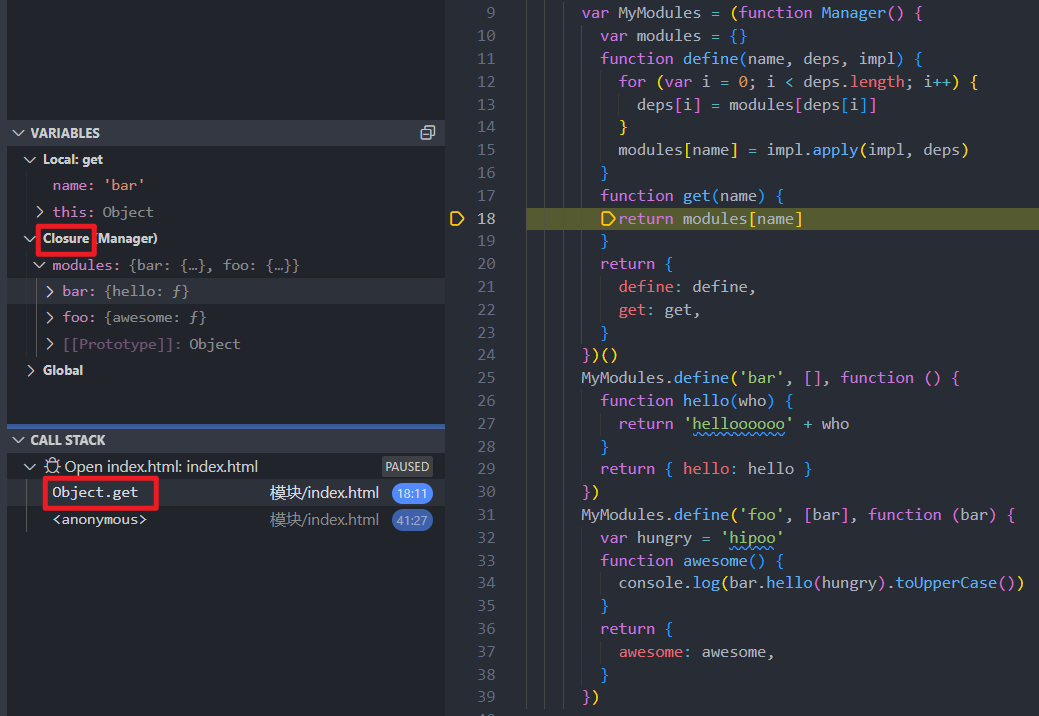 VARIABLES
Local: get
name: 'bar'
this: Object
Closure (Manager)
modules: {bar: {…}, foo: {…}}
bar: {hello: ƒ}
foo: {awesome: ƒ}
[[Prototype]]: Object
Global
CALL STACK
Open index.html: index.html PAUSED
Object.get 模块/index.html 18:11
<anonymous> 模块/index.html 41:27
9 var MyModules = (function Manager() {
10 var modules = {}
11 function define(name, deps, impl) {
12 for (var i = 0; i < deps.length; i++) {
13 deps[i] = modules[deps[i]]
14 }
15 modules[name] = impl.apply(impl, deps)
16 }
17 function get(name) {
18 return modules[name]
19 }
20 return {
21 define: define,
22 get: get,
23 }
24 })()
25 MyModules.define('bar', [], function () {
26 function hello(who) {
27 return 'helloooooo' + who
28 }
29 return { hello: hello }
30 })
31 MyModules.define('foo', [bar], function (bar) {
32 var hungry = 'hipoo'
33 function awesome() {
34 console.log(bar.hello(hungry).toUpperCase())
35 }
36 return {
37 awesome: awesome,
38 }
39 })